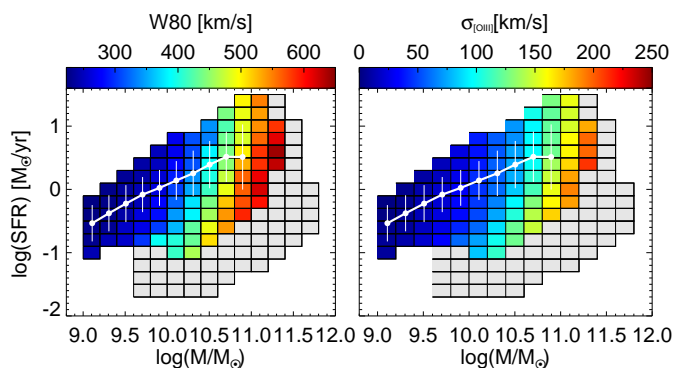 W80 [km/s] σ[OIII][km/s]
300 400 500 600 0 50 100 150 200 250
log(SFR) [M⊙/yr]
1
0
-1
-2
9.0 9.5 10.0 10.5 11.0 11.5 9.0 9.5 10.0 10.5 11.0 11.5 12.0
log(M/M⊙) log(M/M⊙)